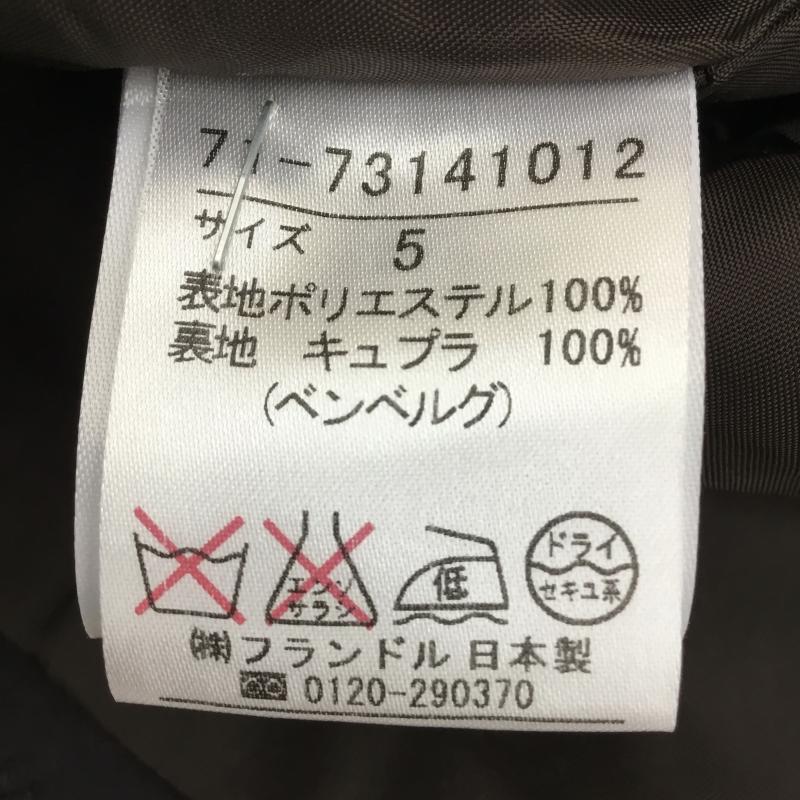 71-73141012
サイズ 5
表地ポリエステル100%
裏地 キュプラ 100%
(ベンベルグ)
エンソ
サラシ
低
ドライ
セキユ系
㈱フランドル 日本製
0120-290370